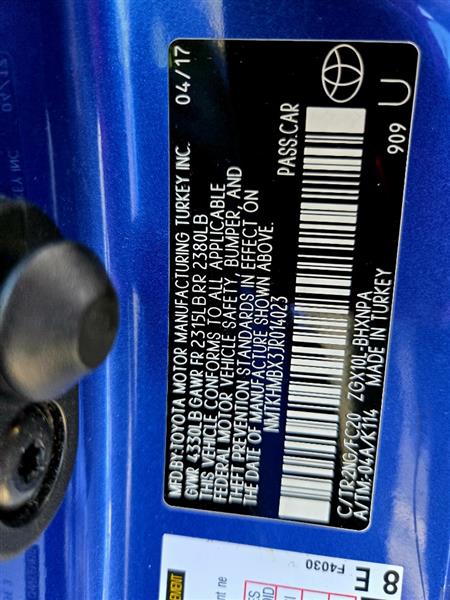 MFD.BY:TOYOTA MOTOR MANUFACTURING TURKEY INC. 04/17
GVWR 4330LB GAWR FR 2315LB RR 2380LB
THIS VEHICLE CONFORMS TO ALL APPLICABLE
FEDERAL MOTOR VEHICLE SAFETY, BUMPER, AND
THEFT PREVENTION STANDARDS IN EFFECT ON
THE DATE OF MANUFACTURE SHOWN ABOVE.
NMTKHMBX3JR014023 PASS.CAR
C/TR2NG/FC20 ZGX10L-BHXNPA
A/TM-04A/K114 MADE IN TURKEY
909 U
F4030